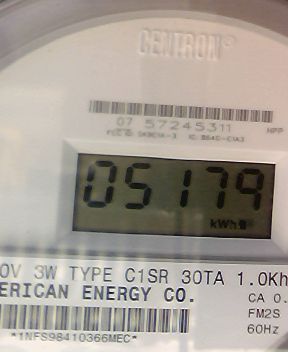 CENTRON®
07 57245311
HPP
05179
kWh
0V 3W TYPE C1SR 30TA 1.0Kh
ERICAN ENERGY CO.
CA 0.
FM2S
60Hz
*1NFS98410366MEC*